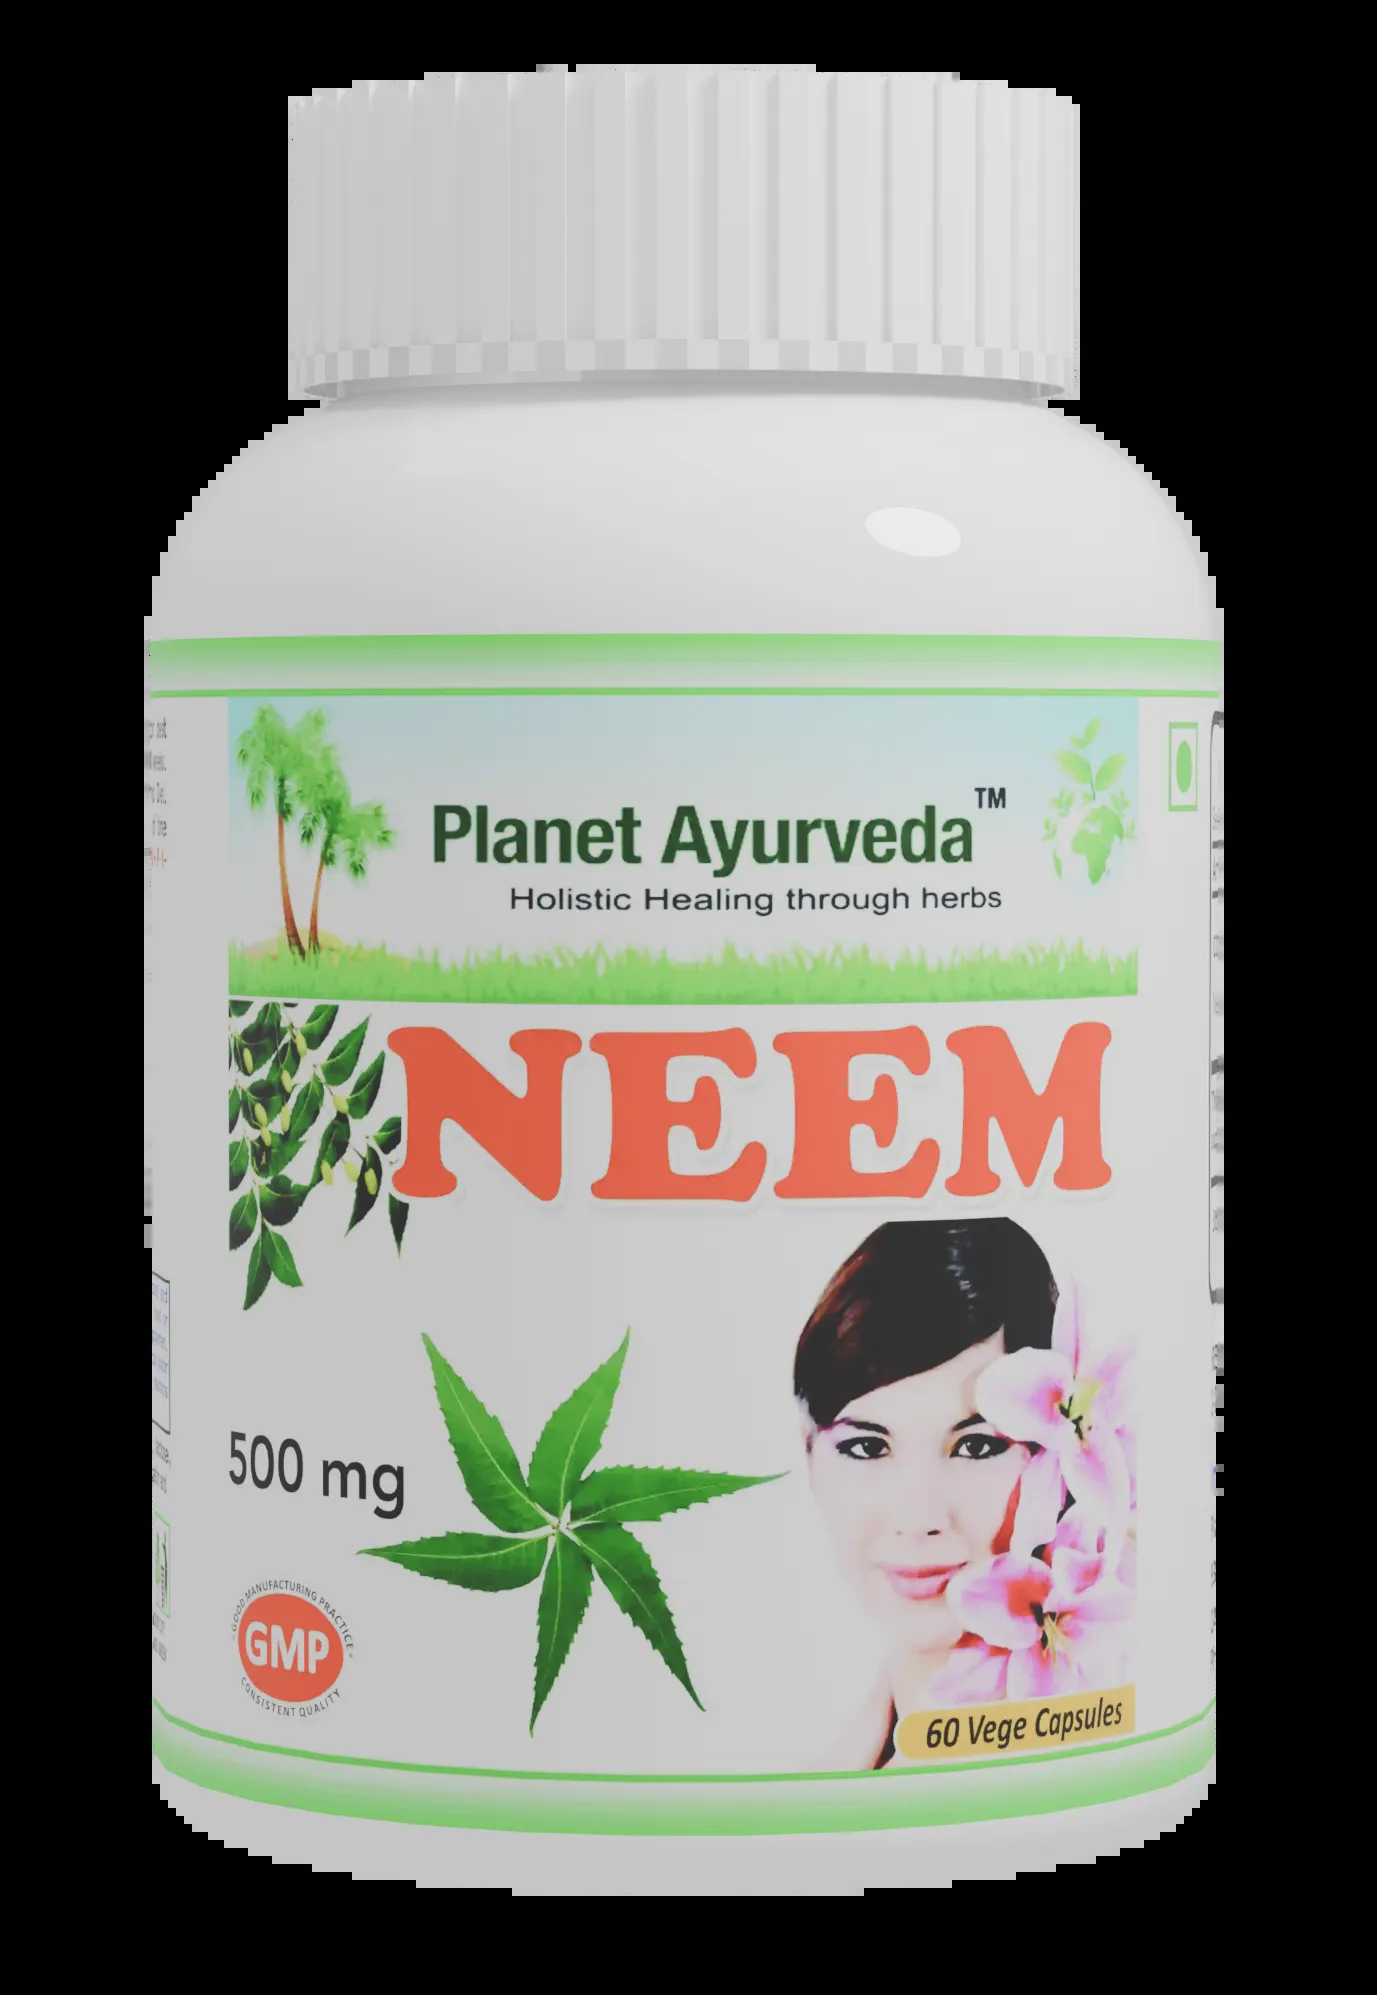 Planet Ayurveda™
Holistic Healing through herbs
NEEM
500 mg
GOOD MANUFACTURING PRACTICE
GMP
CONSISTENT QUALITY
60 Vege Capsules